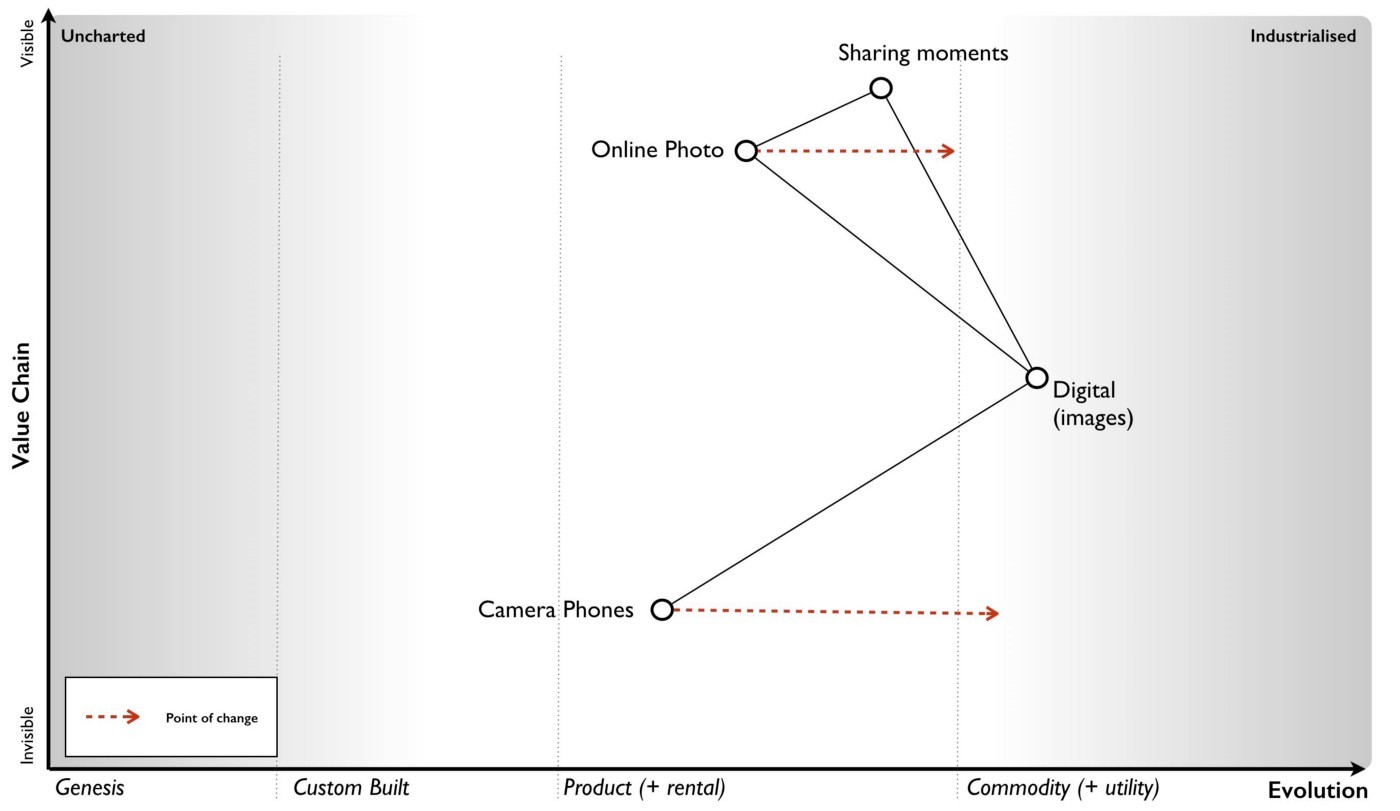 Visible
Uncharted
Industrialised
Sharing moments
Online Photo
Value Chain
Digital
(images)
Camera Phones
Invisible
Point of change
Genesis
Custom Built
Product (+ rental)
Commodity (+ utility)
Evolution